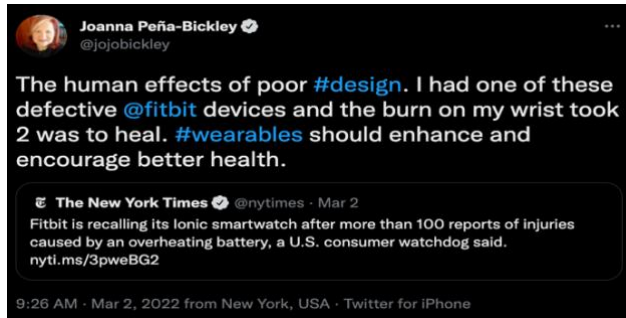 Joanna Peña-Bickley
@jojobickley
The human effects of poor #design. I had one of these
defective @fitbit devices and the burn on my wrist took
2 was to heal. #wearables should enhance and
encourage better health.
The New York Times @nytimes · Mar 2
Fitbit is recalling its Ionic smartwatch after more than 100 reports of injuries
caused by an overheating battery, a U.S. consumer watchdog said.
nyti.ms/3pweBG2
9:26 AM · Mar 2, 2022 from New York, USA · Twitter for iPhone